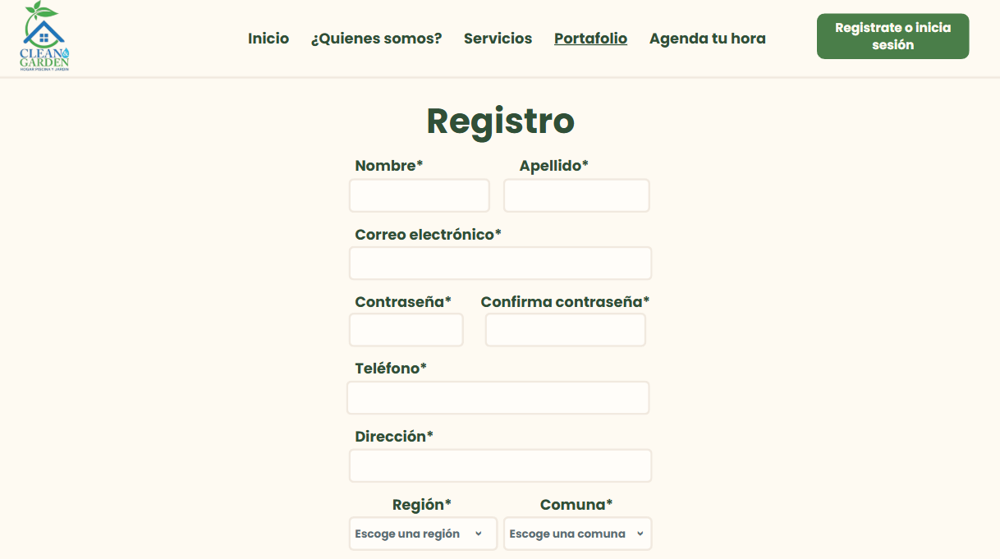 CLEAN &
GARDEN
HOGAR PISCINA Y JARDIN
Inicio ¿Quienes somos? Servicios Portafolio Agenda tu hora
Registrate o inicia
sesión
Registro
Nombre* Apellido*
Correo electrónico*
Contraseña* Confirma contraseña*
Teléfono*
Dirección*
Región* Comuna*
Escoge una región Escoge una comuna